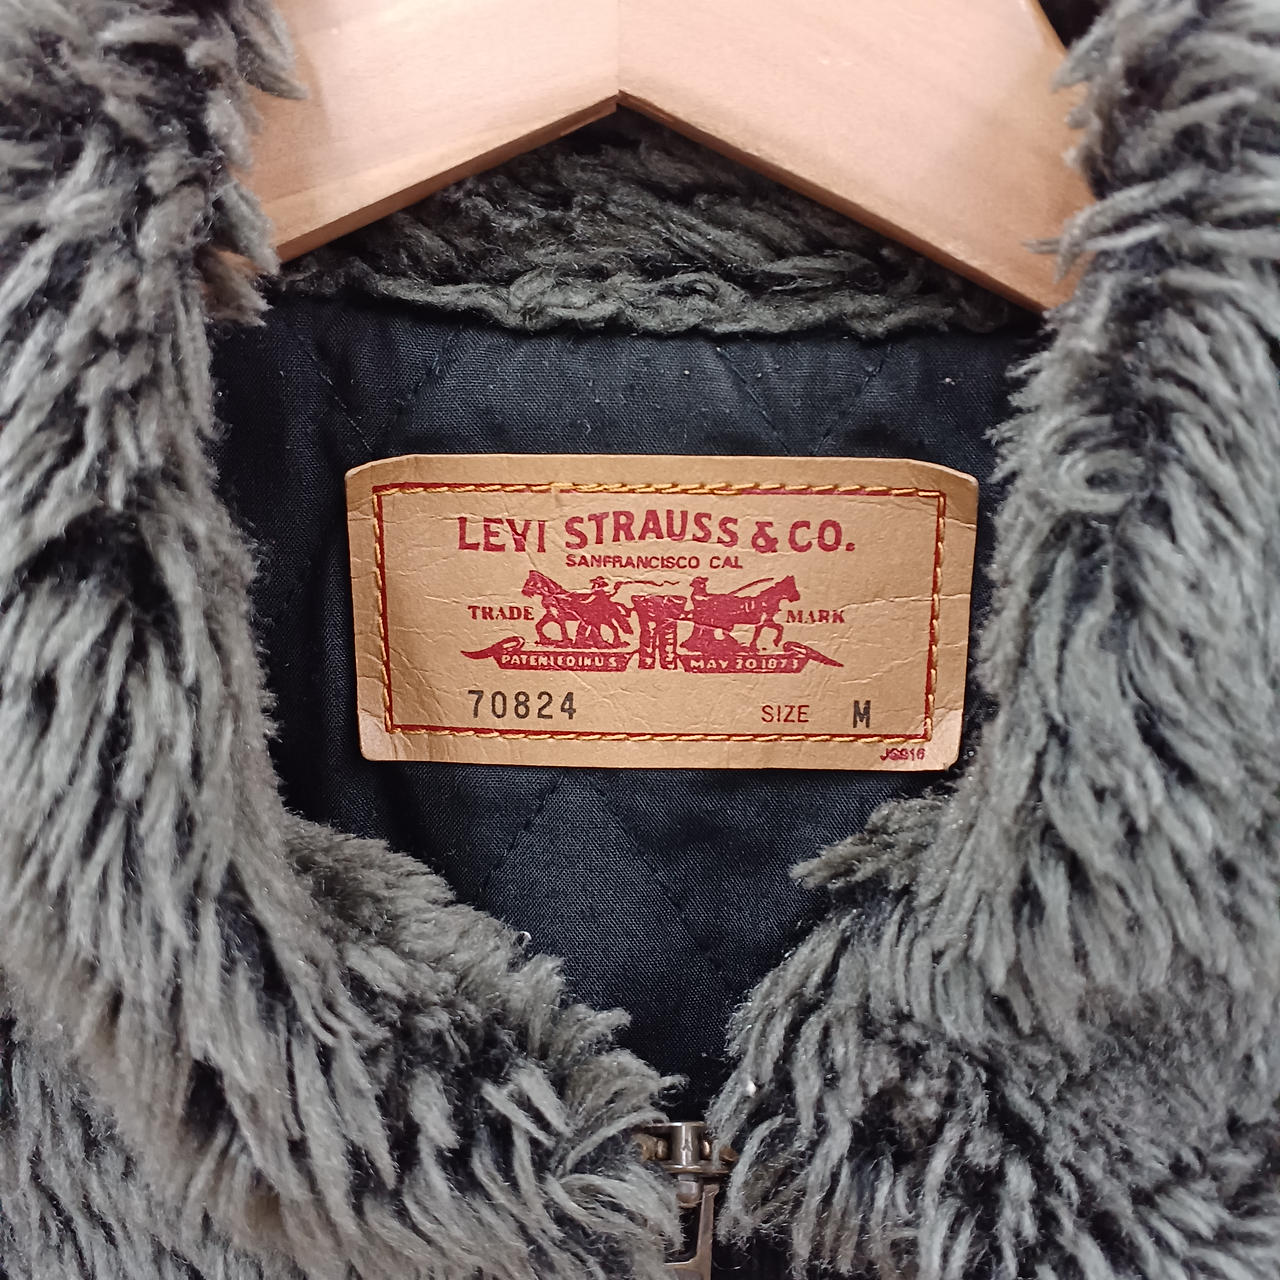 LEVI STRAUSS & CO.
SANFRANCISCO CAL
TRADE MARK
PATENTED IN U.S. MAY 20 1873
70824 SIZE M